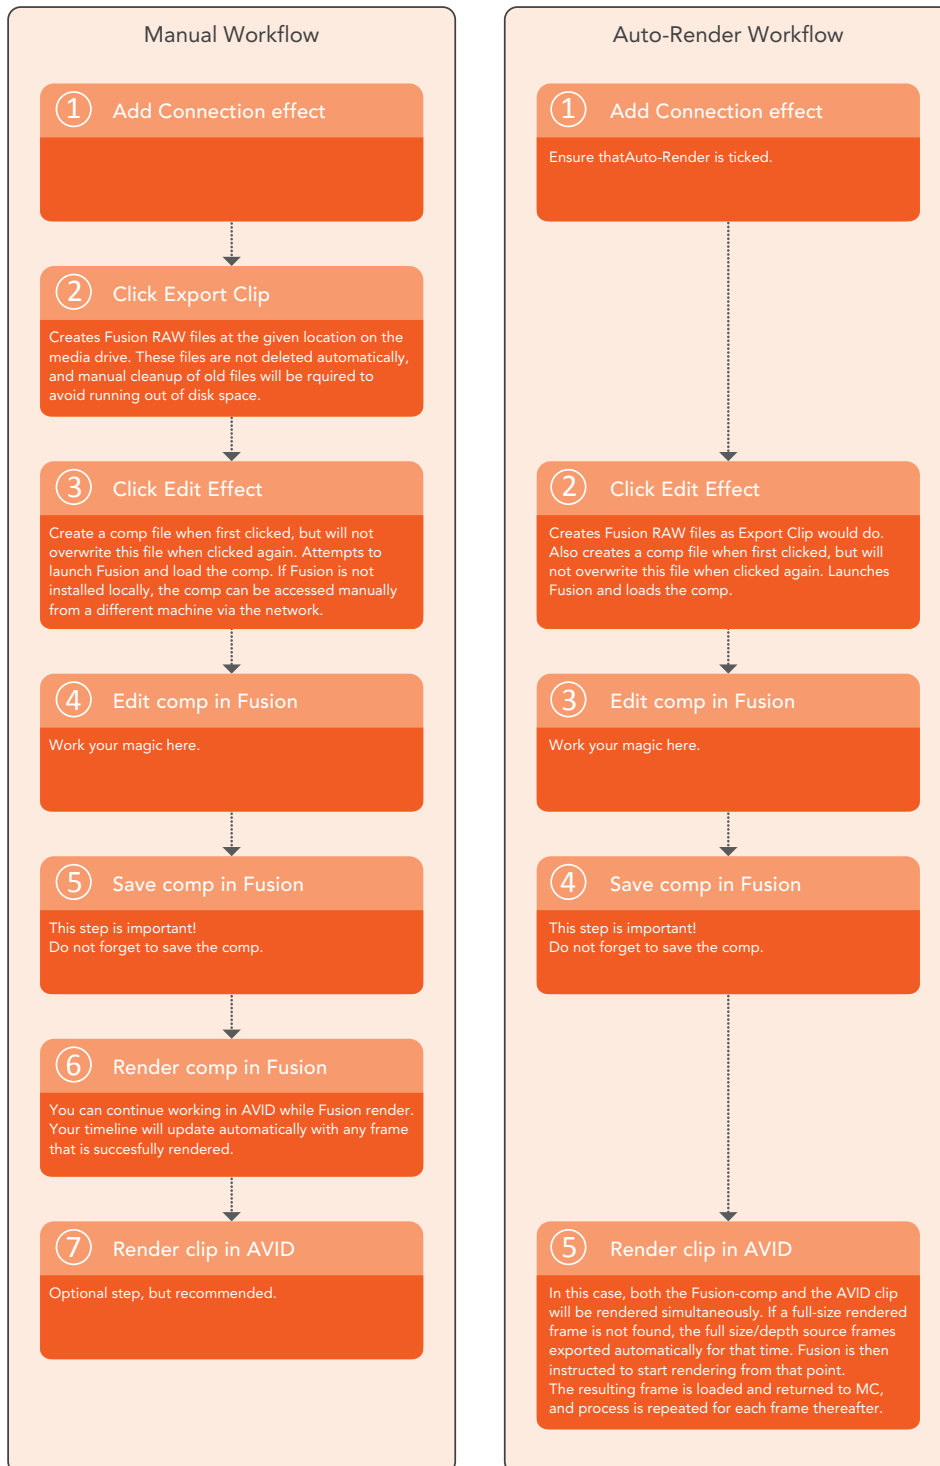 Manual Workflow
1 Add Connection effect
2 Click Export Clip
Creates Fusion RAW files at the given location on the
media drive. These files are not deleted automatically,
and manual cleanup of old files will be rquired to
avoid running out of disk space.
3 Click Edit Effect
Create a comp file when first clicked, but will not
overwrite this file when clicked again. Attempts to
launch Fusion and load the comp. If Fusion is not
installed locally, the comp can be accessed manually
from a different machine via the network.
4 Edit comp in Fusion
Work your magic here.
5 Save comp in Fusion
This step is important!
Do not forget to save the comp.
6 Render comp in Fusion
You can continue working in AVID while Fusion render.
Your timeline will update automatically with any frame
that is succesfully rendered.
7 Render clip in AVID
Optional step, but recommended.
Auto-Render Workflow
1 Add Connection effect
Ensure thatAuto-Render is ticked.
2 Click Edit Effect
Creates Fusion RAW files as Export Clip would do.
Also creates a comp file when first clicked, but will
not overwrite this file when clicked again. Launches
Fusion and loads the comp.
3 Edit comp in Fusion
Work your magic here.
4 Save comp in Fusion
This step is important!
Do not forget to save the comp.
5 Render clip in AVID
In this case, both the Fusion-comp and the AVID clip
will be rendered simultaneously. If a full-size rendered
frame is not found, the full size/depth source frames
exported automatically for that time. Fusion is then
instructed to start rendering from that point.
The resulting frame is loaded and returned to MC,
and process is repeated for each frame thereafter.